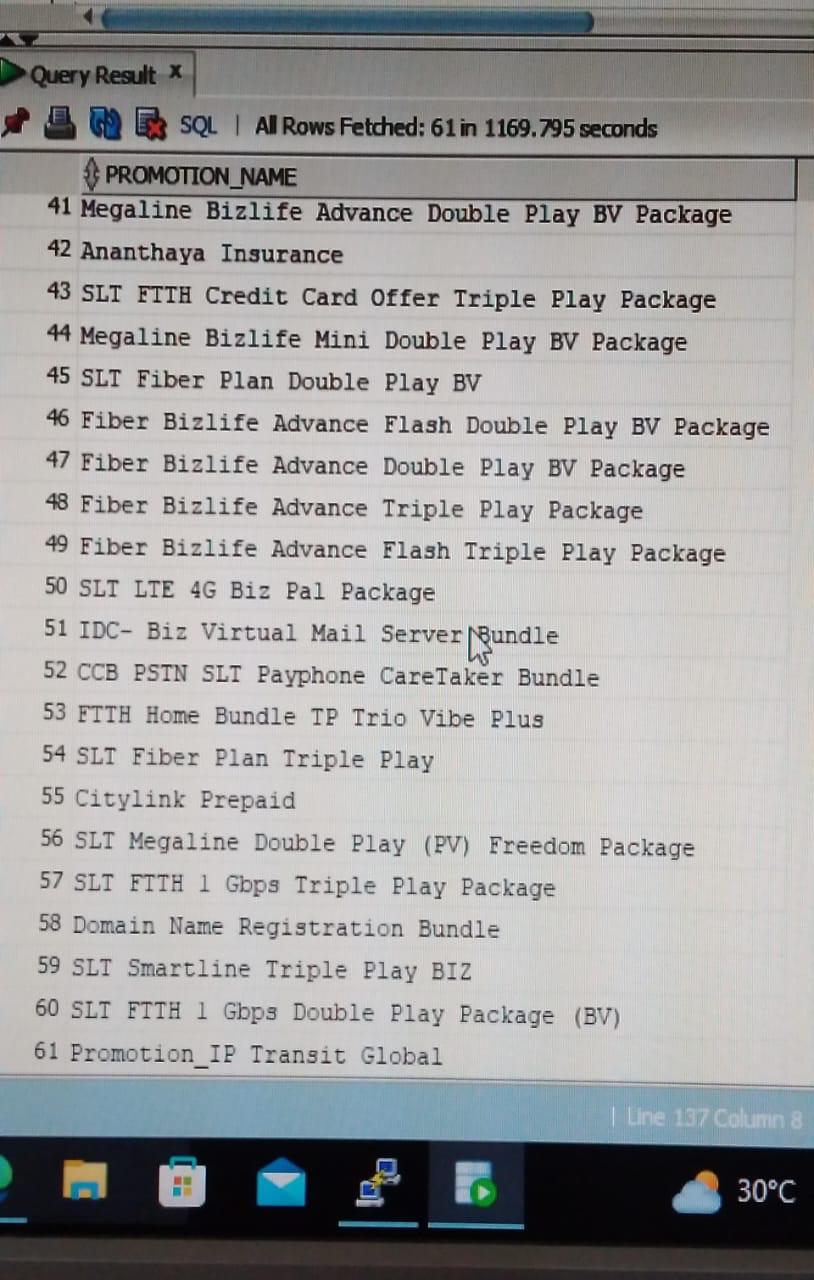 Query Result x
SQL | All Rows Fetched: 61 in 1169.795 seconds
PROMOTION_NAME
41 Megaline Bizlife Advance Double Play BV Package
42 Ananthaya Insurance
43 SLT FTTH Credit Card Offer Triple Play Package
44 Megaline Bizlife Mini Double Play BV Package
45 SLT Fiber Plan Double Play BV
46 Fiber Bizlife Advance Flash Double Play BV Package
47 Fiber Bizlife Advance Double Play BV Package
48 Fiber Bizlife Advance Triple Play Package
49 Fiber Bizlife Advance Flash Triple Play Package
50 SLT LTE 4G Biz Pal Package
51 IDC- Biz Virtual Mail Server Bundle
52 CCB PSTN SLT Payphone CareTaker Bundle
53 FTTH Home Bundle TP Trio Vibe Plus
54 SLT Fiber Plan Triple Play
55 Citylink Prepaid
56 SLT Megaline Double Play (PV) Freedom Package
57 SLT FTTH 1 Gbps Triple Play Package
58 Domain Name Registration Bundle
59 SLT Smartline Triple Play BIZ
60 SLT FTTH 1 Gbps Double Play Package (BV)
61 Promotion_IP Transit Global
| Line 137 Column 8
30°C